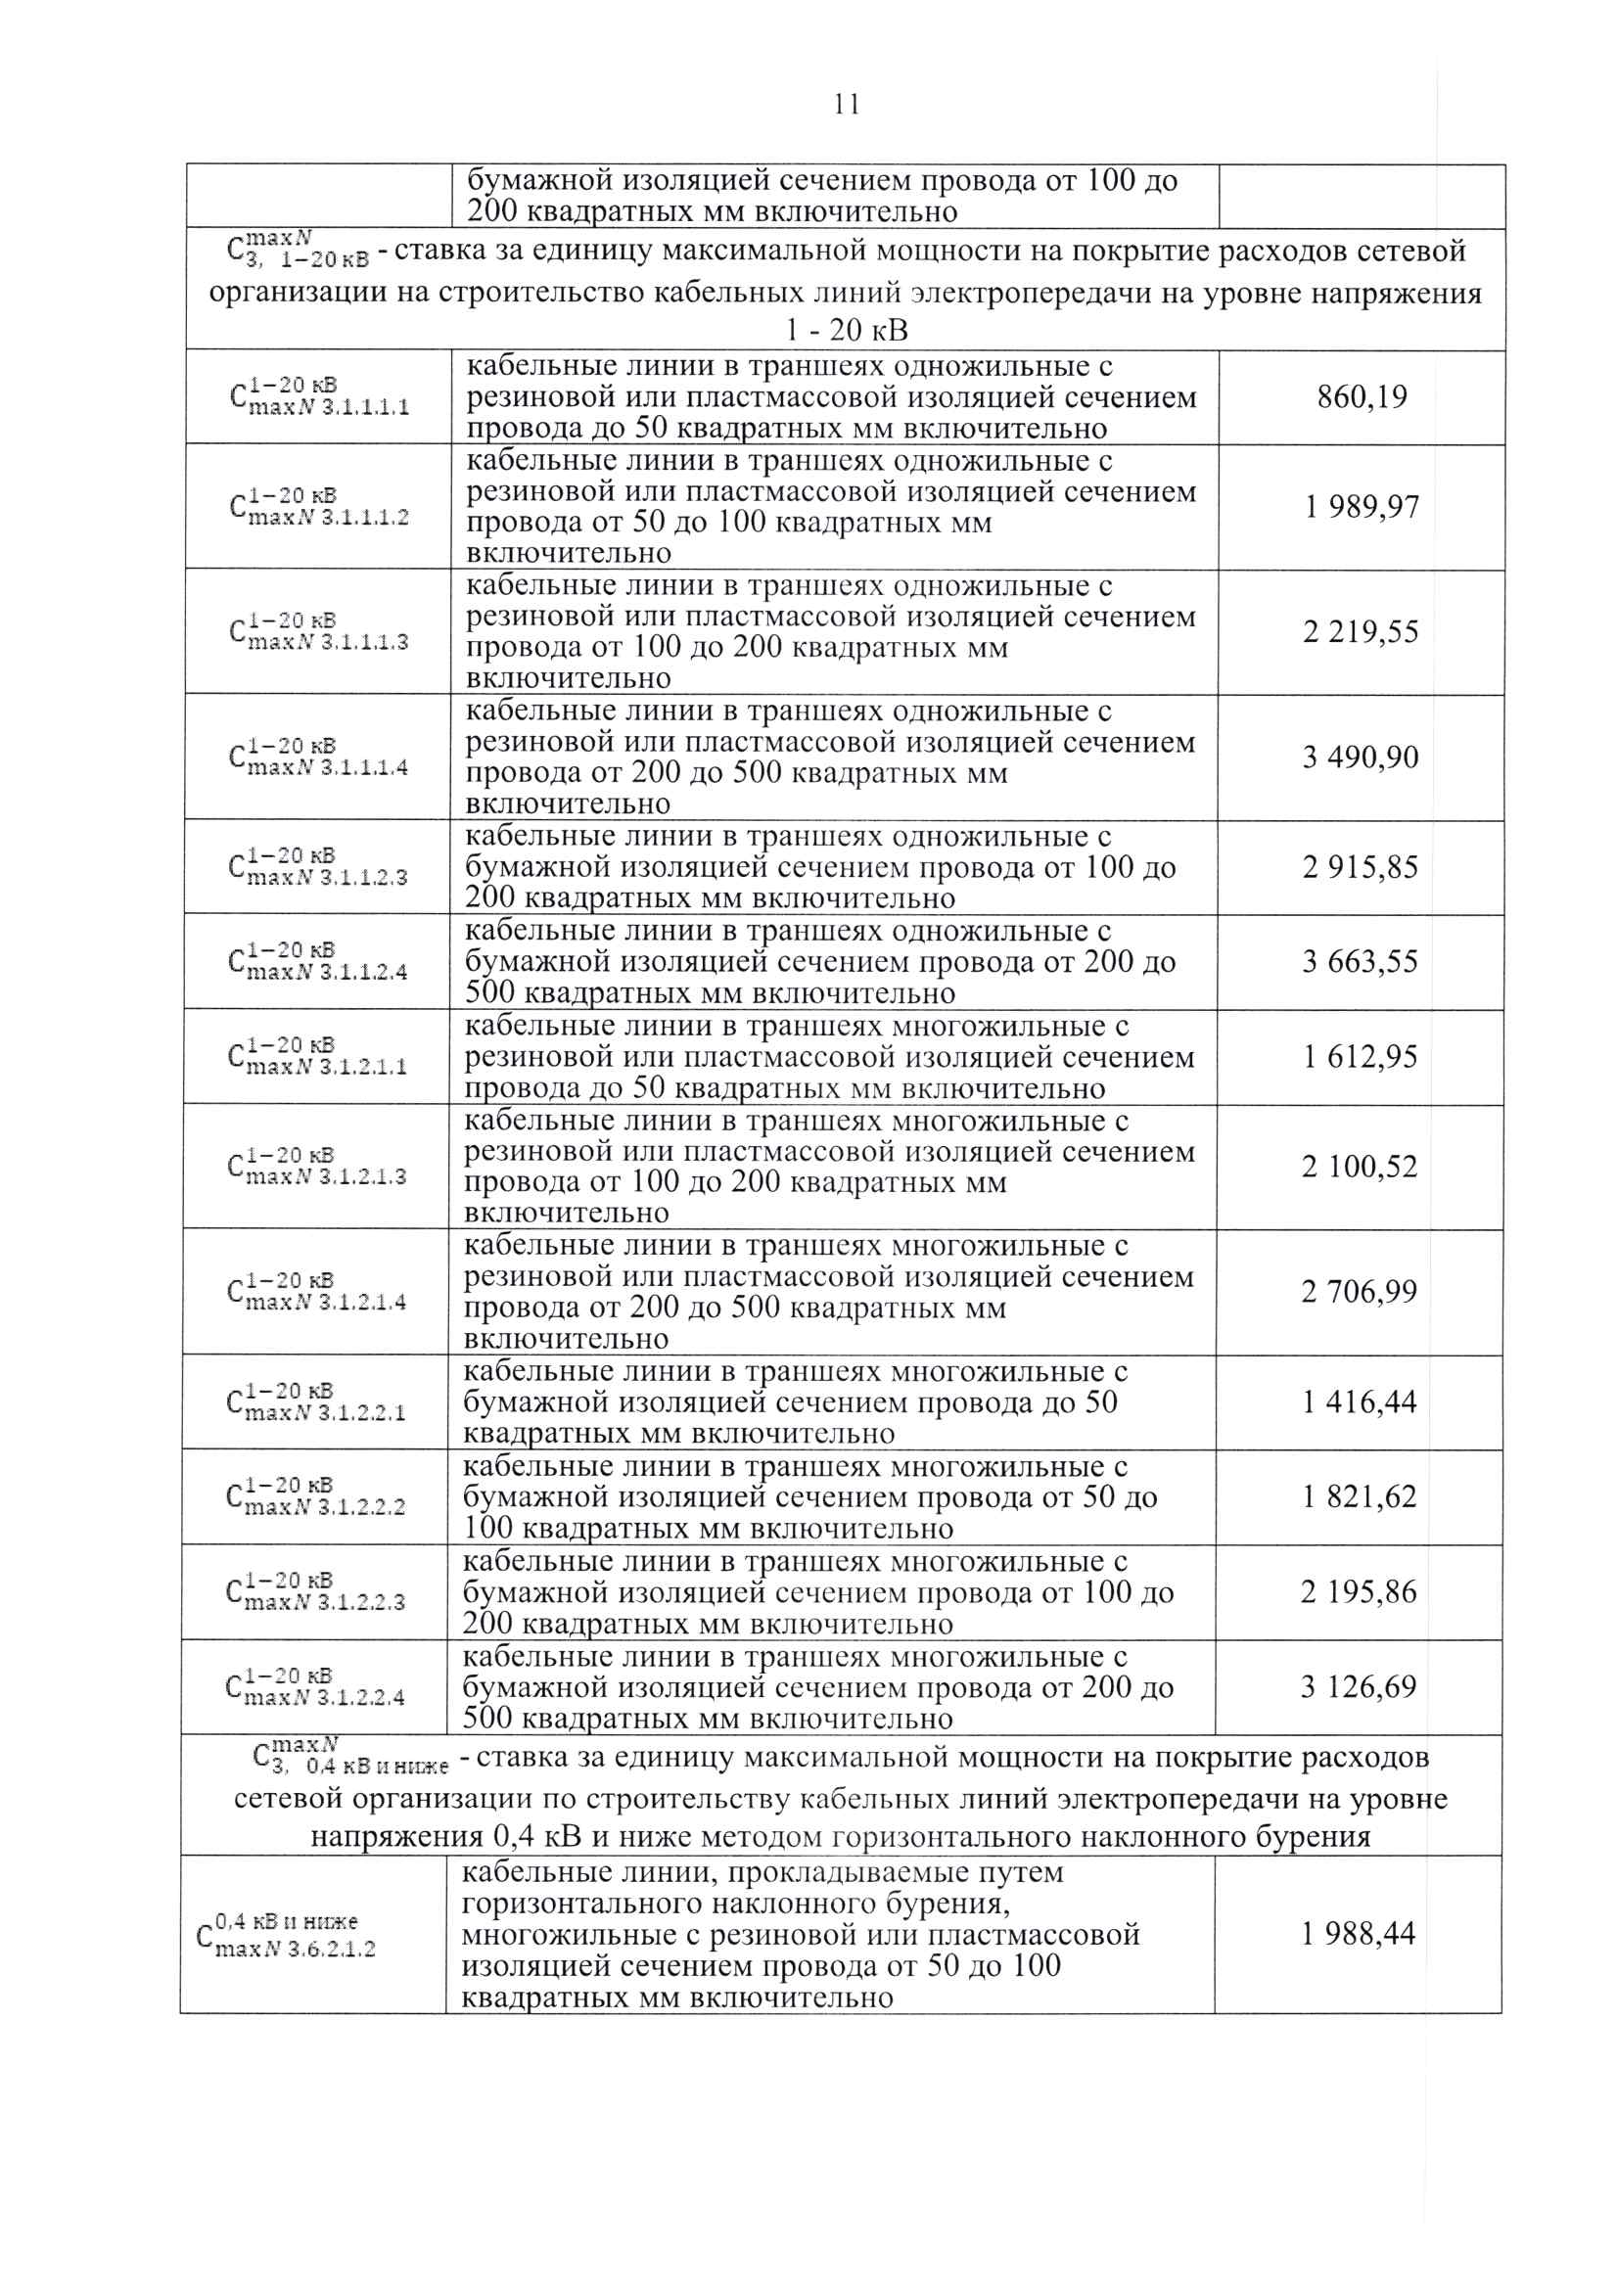 11
бумажной изоляцией сечением провода от 100 до
200 квадратных мм включительно
C^{maxN}_{3, 1–20 кВ} - ставка за единицу максимальной мощности на покрытие расходов сетевой
организации на строительство кабельных линий электропередачи на уровне напряжения
1 - 20 кВ
C^{1–20 кВ}_{maxN 3.1.1.1.1}
кабельные линии в траншеях одножильные с
резиновой или пластмассовой изоляцией сечением
провода до 50 квадратных мм включительно
860,19
C^{1–20 кВ}_{maxN 3.1.1.1.2}
кабельные линии в траншеях одножильные с
резиновой или пластмассовой изоляцией сечением
провода от 50 до 100 квадратных мм
включительно
1 989,97
C^{1–20 кВ}_{maxN 3.1.1.1.3}
кабельные линии в траншеях одножильные с
резиновой или пластмассовой изоляцией сечением
провода от 100 до 200 квадратных мм
включительно
2 219,55
C^{1–20 кВ}_{maxN 3.1.1.1.4}
кабельные линии в траншеях одножильные с
резиновой или пластмассовой изоляцией сечением
провода от 200 до 500 квадратных мм
включительно
3 490,90
C^{1–20 кВ}_{maxN 3.1.1.2.3}
кабельные линии в траншеях одножильные с
бумажной изоляцией сечением провода от 100 до
200 квадратных мм включительно
2 915,85
C^{1–20 кВ}_{maxN 3.1.1.2.4}
кабельные линии в траншеях одножильные с
бумажной изоляцией сечением провода от 200 до
500 квадратных мм включительно
3 663,55
C^{1–20 кВ}_{maxN 3.1.2.1.1}
кабельные линии в траншеях многожильные с
резиновой или пластмассовой изоляцией сечением
провода до 50 квадратных мм включительно
1 612,95
C^{1–20 кВ}_{maxN 3.1.2.1.3}
кабельные линии в траншеях многожильные с
резиновой или пластмассовой изоляцией сечением
провода от 100 до 200 квадратных мм
включительно
2 100,52
C^{1–20 кВ}_{maxN 3.1.2.1.4}
кабельные линии в траншеях многожильные с
резиновой или пластмассовой изоляцией сечением
провода от 200 до 500 квадратных мм
включительно
2 706,99
C^{1–20 кВ}_{maxN 3.1.2.2.1}
кабельные линии в траншеях многожильные с
бумажной изоляцией сечением провода до 50
квадратных мм включительно
1 416,44
C^{1–20 кВ}_{maxN 3.1.2.2.2}
кабельные линии в траншеях многожильные с
бумажной изоляцией сечением провода от 50 до
100 квадратных мм включительно
1 821,62
C^{1–20 кВ}_{maxN 3.1.2.2.3}
кабельные линии в траншеях многожильные с
бумажной изоляцией сечением провода от 100 до
200 квадратных мм включительно
2 195,86
C^{1–20 кВ}_{maxN 3.1.2.2.4}
кабельные линии в траншеях многожильные с
бумажной изоляцией сечением провода от 200 до
500 квадратных мм включительно
3 126,69
C^{maxN}_{3, 0,4 кВ и ниже} - ставка за единицу максимальной мощности на покрытие расходов
сетевой организации по строительству кабельных линий электропередачи на уровне
напряжения 0,4 кВ и ниже методом горизонтального наклонного бурения
C^{0,4 кВ и ниже}_{maxN 3.6.2.1.2}
кабельные линии, прокладываемые путем
горизонтального наклонного бурения,
многожильные с резиновой или пластмассовой
изоляцией сечением провода от 50 до 100
квадратных мм включительно
1 988,44